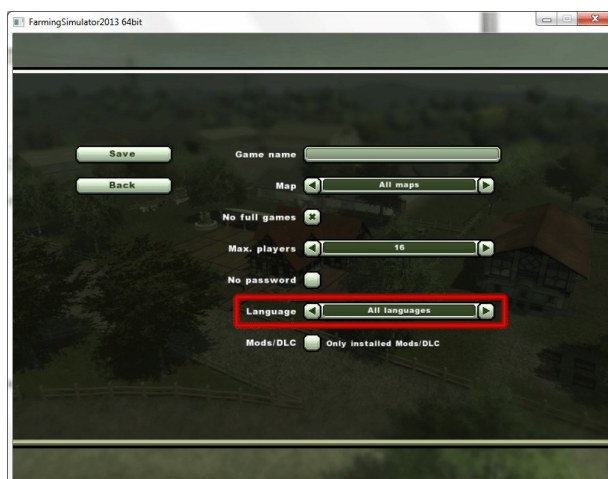 FarmingSimulator2013 64bit
Save
Game name
Back
Map All maps
No full games
Max. players 16
No password
Language All languages
Mods/DLC Only installed Mods/DLC